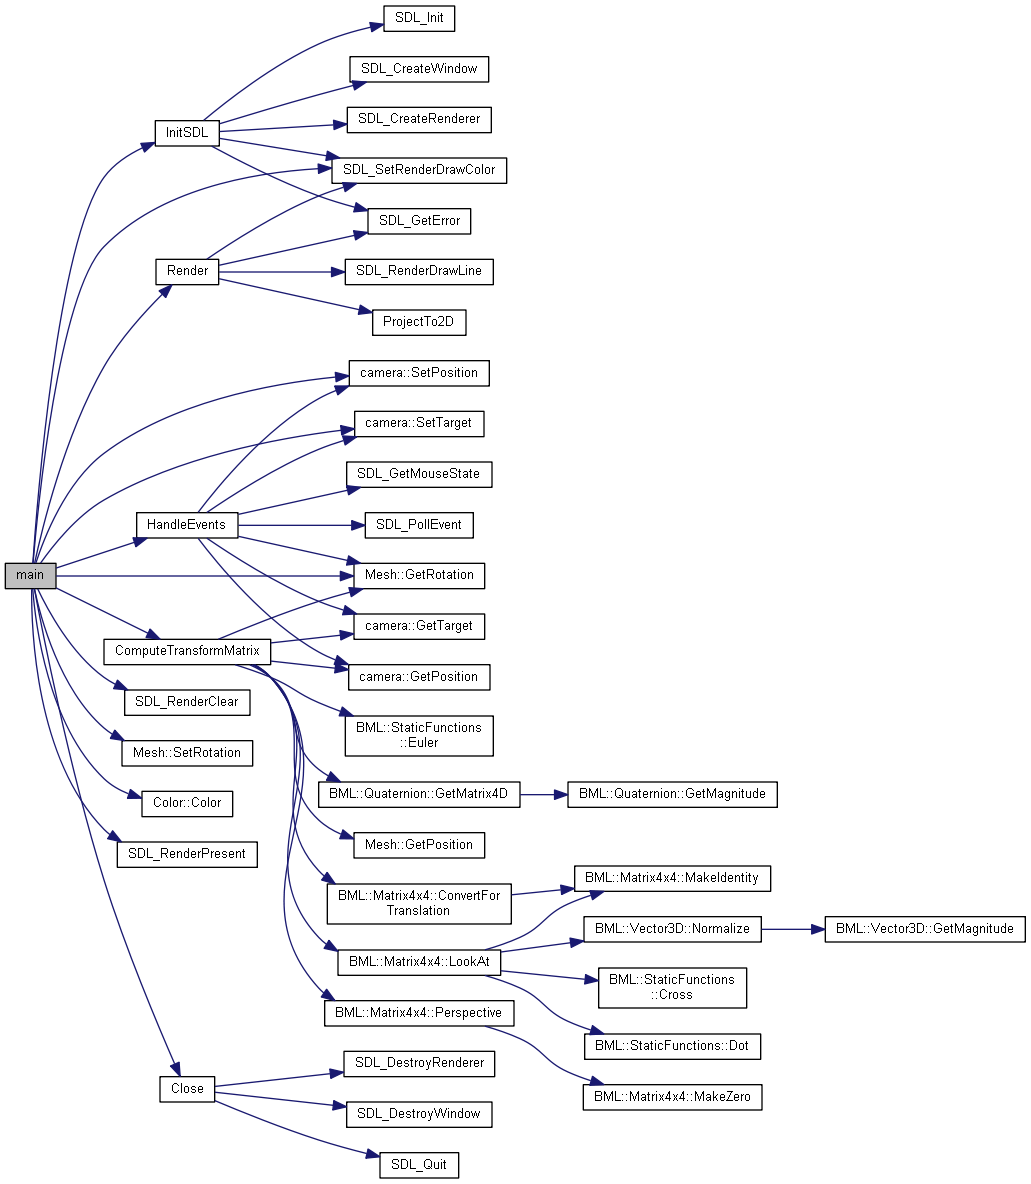 SDL_Init
SDL_CreateWindow
SDL_CreateRenderer
InitSDL
SDL_SetRenderDrawColor
SDL_GetError
Render
SDL_RenderDrawLine
ProjectTo2D
camera::SetPosition
camera::SetTarget
SDL_GetMouseState
HandleEvents
SDL_PollEvent
main
Mesh::GetRotation
camera::GetTarget
ComputeTransformMatrix
camera::GetPosition
SDL_RenderClear
BML::StaticFunctions
::Euler
Mesh::SetRotation
BML::Quaternion::GetMatrix4D
BML::Quaternion::GetMagnitude
Color::Color
Mesh::GetPosition
SDL_RenderPresent
BML::Matrix4x4::MakeIdentity
BML::Matrix4x4::ConvertFor
Translation
BML::Vector3D::Normalize
BML::Vector3D::GetMagnitude
BML::Matrix4x4::LookAt
BML::StaticFunctions
::Cross
BML::Matrix4x4::Perspective
BML::StaticFunctions::Dot
SDL_DestroyRenderer
Close
BML::Matrix4x4::MakeZero
SDL_DestroyWindow
SDL_Quit